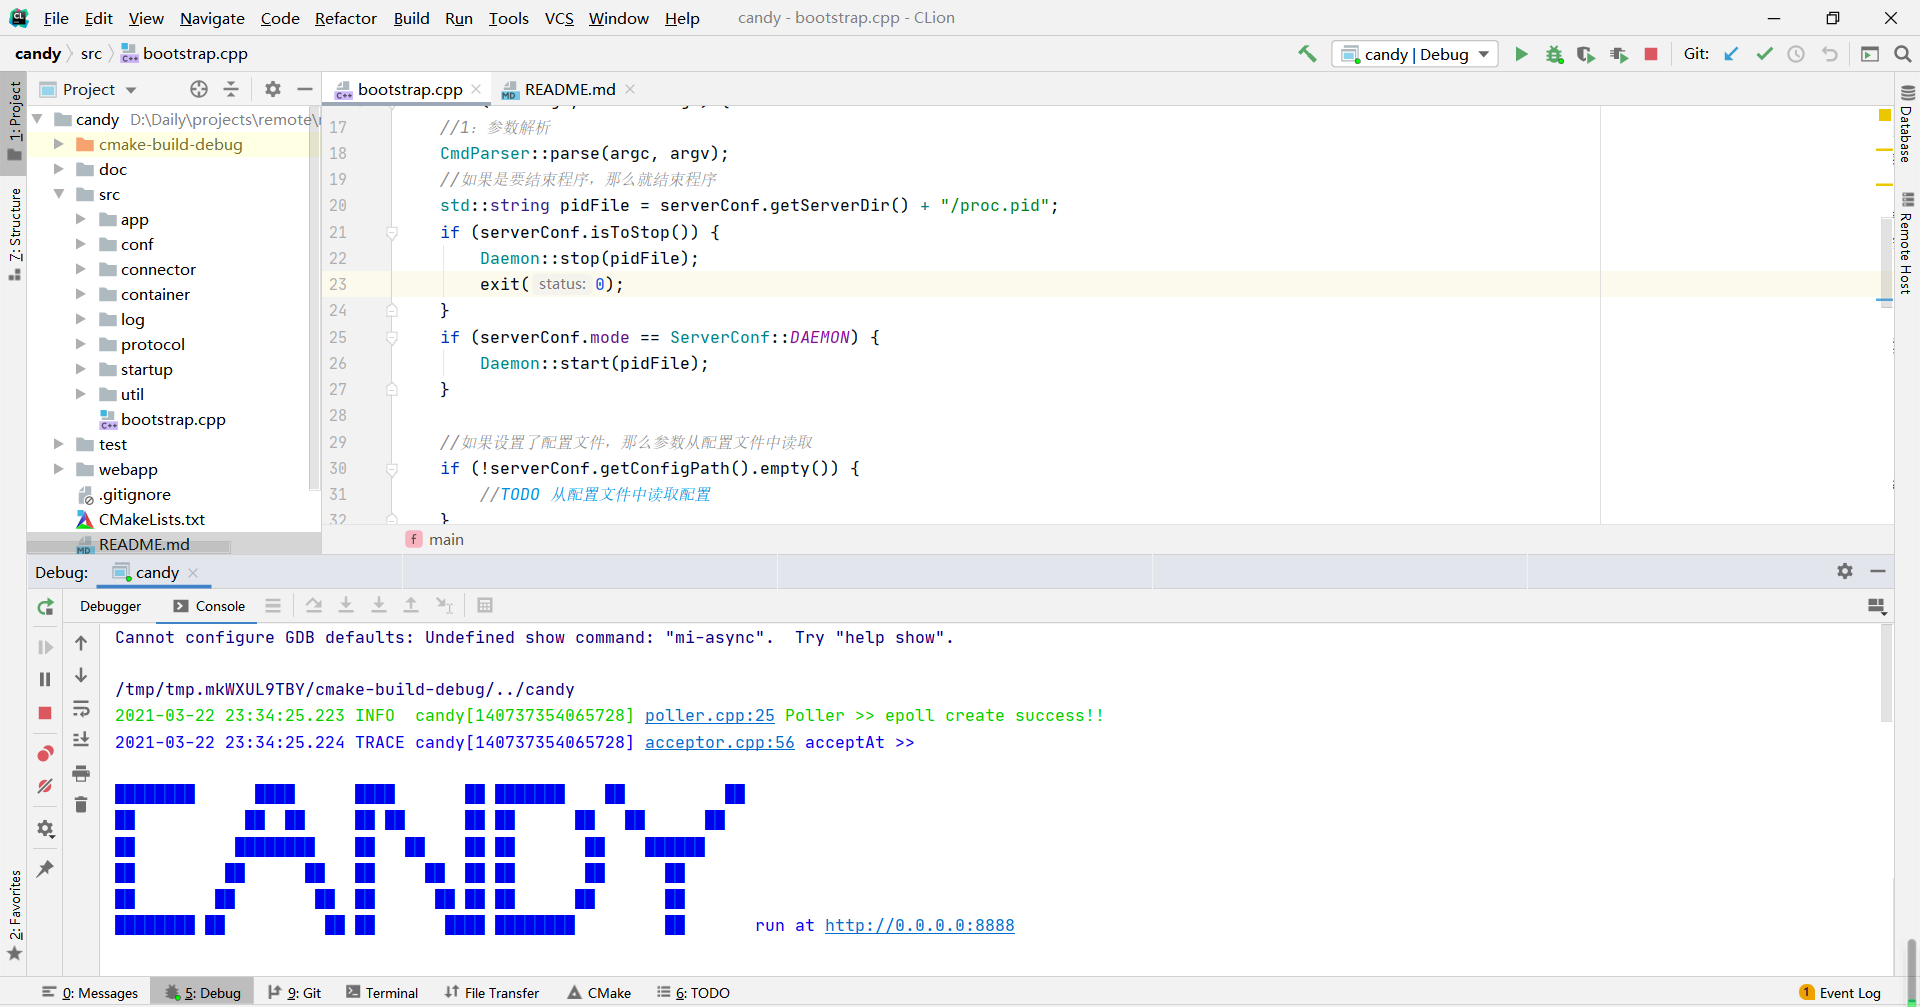 File Edit View Navigate Code Refactor Build Run Tools VCS Window Help candy - bootstrap.cpp - CLion
candy src bootstrap.cpp candy | Debug Git:
1: Project
7: Structure
2: Favorites
Project
candy D:\Daily\projects\remote\
cmake-build-debug
doc
src
app
conf
connector
container
log
protocol
startup
util
bootstrap.cpp
test
webapp
.gitignore
CMakeLists.txt
README.md
bootstrap.cpp README.md
17 //1: 参数解析
18 CmdParser::parse(argc, argv);
19 //如果是要结束程序，那么就结束程序
20 std::string pidFile = serverConf.getServerDir() + "/proc.pid";
21 if (serverConf.isToStop()) {
22 Daemon::stop(pidFile);
23 exit( status: 0);
24 }
25 if (serverConf.mode == ServerConf::DAEMON) {
26 Daemon::start(pidFile);
27 }
28
29 //如果设置了配置文件，那么参数从配置文件中读取
30 if (!serverConf.getConfigPath().empty()) {
31 //TODO 从配置文件中读取配置
32 }
f main
Database
Remote Host
Debug: candy
Debugger Console
Cannot configure GDB defaults: Undefined show command: "mi-async".  Try "help show".
/tmp/tmp.mkWXUL9TBY/cmake-build-debug/../candy
2021-03-22 23:34:25.223 INFO  candy[140737354065728] poller.cpp:25 Poller >> epoll create success!!
2021-03-22 23:34:25.224 TRACE candy[140737354065728] acceptor.cpp:56 acceptAt >>
CANDY
run at http://0.0.0.0:8888
0: Messages 5: Debug 9: Git Terminal File Transfer CMake 6: TODO 1 Event Log